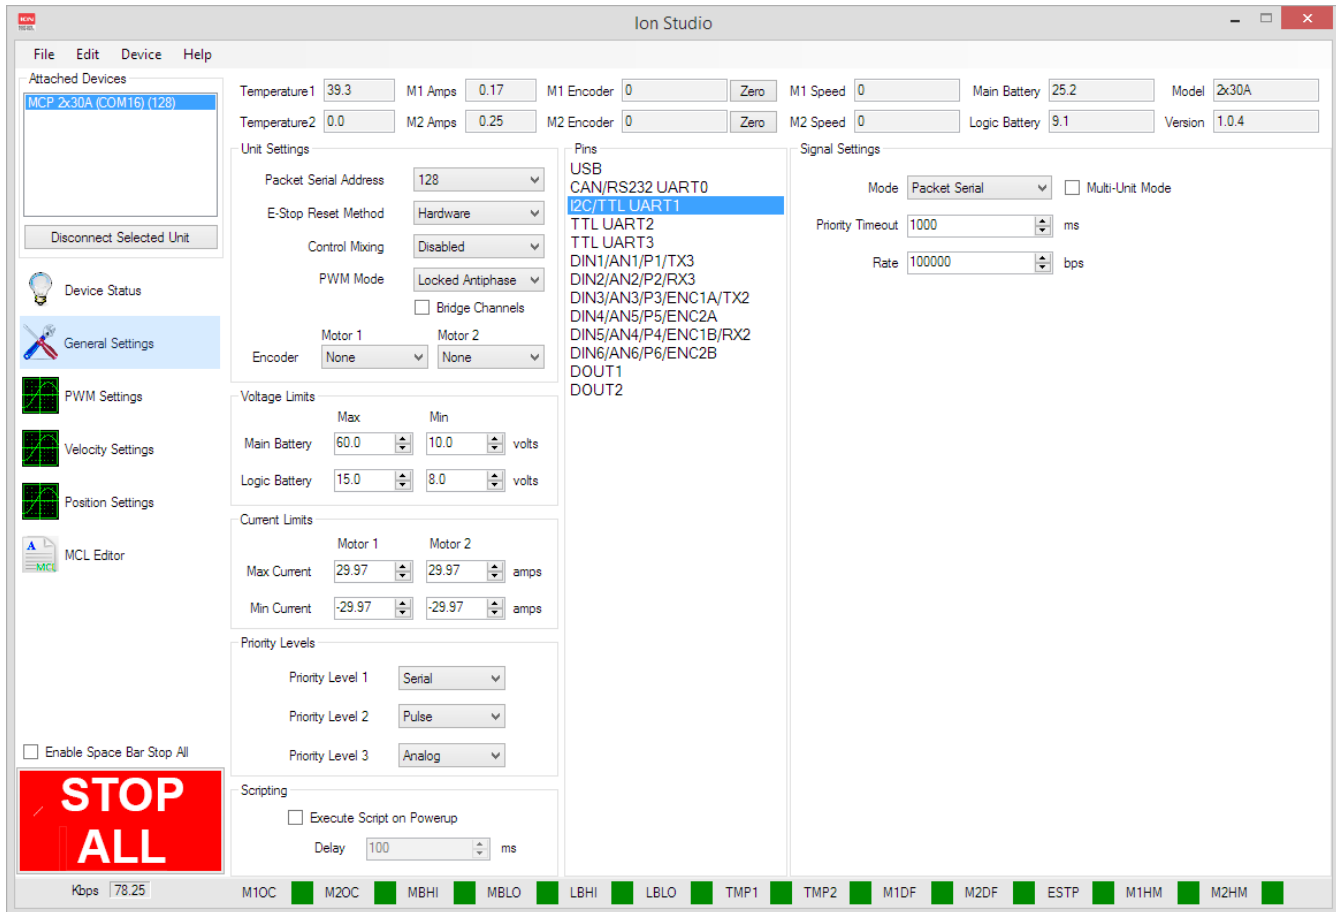 ION
Ion Studio
File Edit Device Help
Attached Devices
MCP 2x30A (COM16) (128)
Disconnect Selected Unit
Device Status
General Settings
PWM Settings
Velocity Settings
Position Settings
A
MCL
MCL Editor
Enable Space Bar Stop All
STOP
ALL
Kbps 78.25
Temperature1 39.3 M1 Amps 0.17 M1 Encoder 0 Zero M1 Speed 0 Main Battery 25.2 Model 2x30A
Temperature2 0.0 M2 Amps 0.25 M2 Encoder 0 Zero M2 Speed 0 Logic Battery 9.1 Version 1.0.4
Unit Settings
Packet Serial Address 128
E-Stop Reset Method Hardware
Control Mixing Disabled
PWM Mode Locked Antiphase
Bridge Channels
Motor 1 Motor 2
Encoder None None
Voltage Limits
Max Min
Main Battery 60.0 10.0 volts
Logic Battery 15.0 8.0 volts
Current Limits
Motor 1 Motor 2
Max Current 29.97 29.97 amps
Min Current -29.97 -29.97 amps
Priority Levels
Priority Level 1 Serial
Priority Level 2 Pulse
Priority Level 3 Analog
Scripting
Execute Script on Powerup
Delay 100 ms
Pins
USB
CAN/RS232 UART0
I2C/TTL UART1
TTL UART2
TTL UART3
DIN1/AN1/P1/TX3
DIN2/AN2/P2/RX3
DIN3/AN3/P3/ENC1A/TX2
DIN4/AN5/P5/ENC2A
DIN5/AN4/P4/ENC1B/RX2
DIN6/AN6/P6/ENC2B
DOUT1
DOUT2
Signal Settings
Mode Packet Serial Multi-Unit Mode
Priority Timeout 1000 ms
Rate 100000 bps
M1OC M2OC MBHI MBLO LBHI LBLO TMP1 TMP2 M1DF M2DF ESTP M1HM M2HM